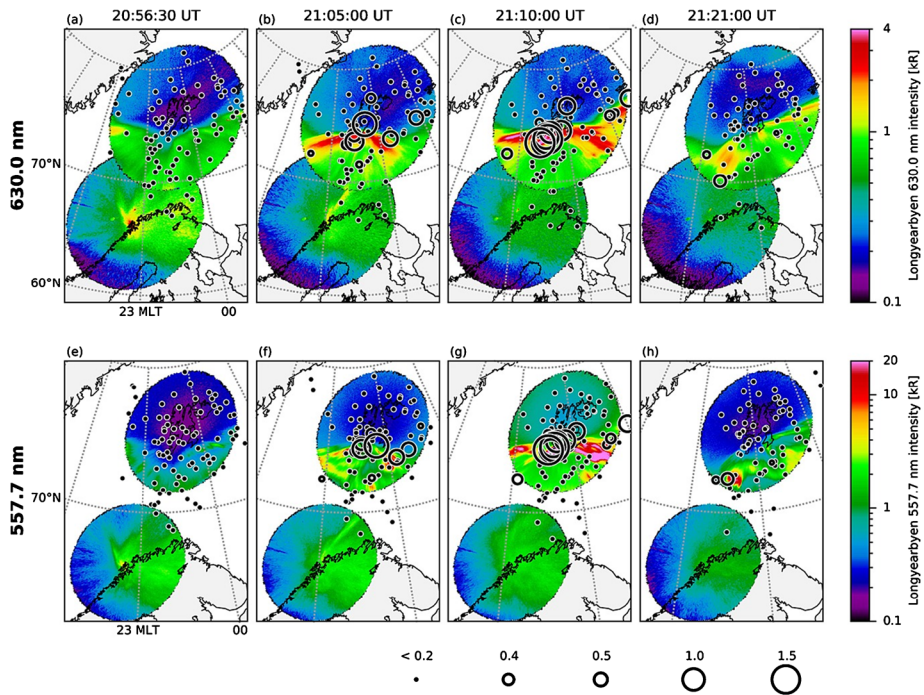 20:56:30 UT 21:05:00 UT 21:10:00 UT 21:21:00 UT
(a) (b) (c) (d)
630.0 nm
70°N
60°N
23 MLT 00
4
1
0.1
Longyearbyen 630.0 nm intensity [kR]
(e) (f) (g) (h)
557.7 nm
70°N
23 MLT 00
20
10
1
0.1
Longyearbyen 557.7 nm intensity [kR]
< 0.2 0.4 0.5 1.0 1.5